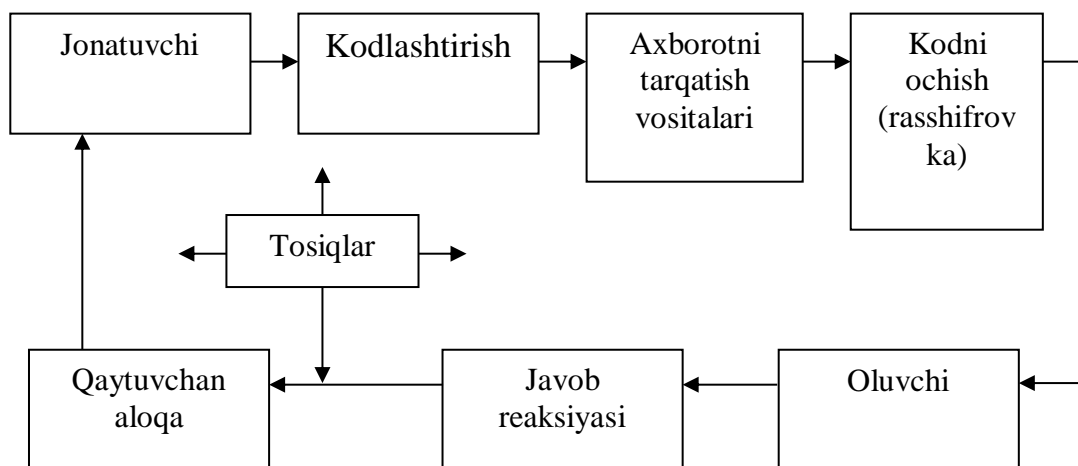 Jonatuvchi
Kodlashtirish
Axborotni
tarqatish
vositalari
Kodni
ochish
(rasshifrov
ka)
Tosiqlar
Qaytuvchan
aloqa
Javob
reaksiyasi
Oluvchi